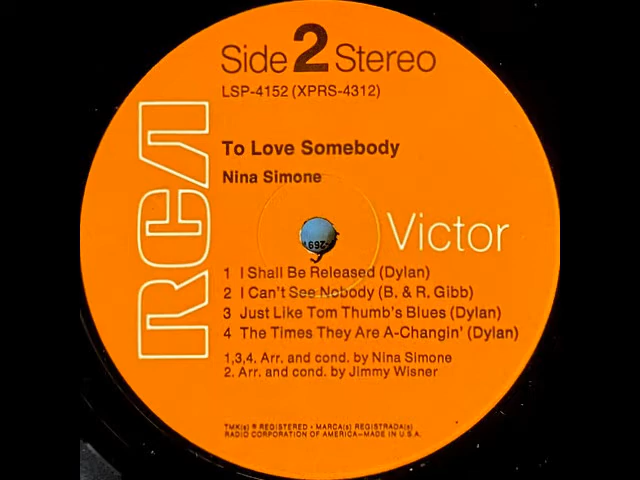 Side 2 Stereo
LSP-4152 (XPRS-4312)
RCA
To Love Somebody
Nina Simone
Victor
1 I Shall Be Released (Dylan)
2 I Can't See Nobody (B. & R. Gibb)
3 Just Like Tom Thumb's Blues (Dylan)
4 The Times They Are A-Changin' (Dylan)
1,3,4. Arr. and cond. by Nina Simone
2. Arr. and cond. by Jimmy Wisner
TMK(s) ® REGISTERED • MARCA(s) REGISTRADA(s)
RADIO CORPORATION OF AMERICA—MADE IN U.S.A.